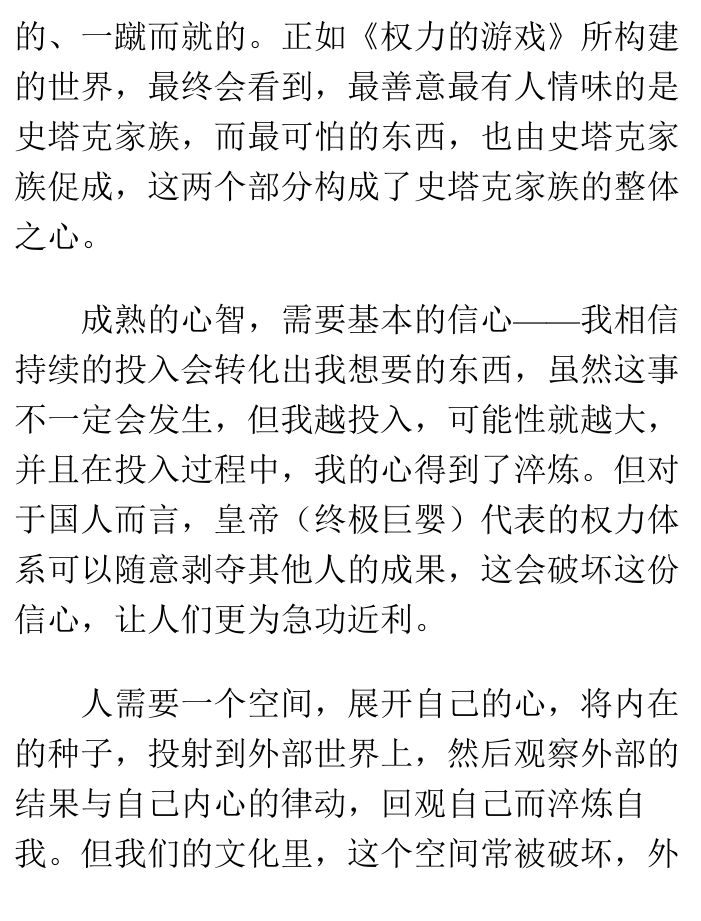 的、一蹴而就的。正如《权力的游戏》所构建
的世界，最终会看到，最善意最有人情味的是
史塔克家族，而最可怕的东西，也由史塔克家
族促成，这两个部分构成了史塔克家族的整体
之心。
成熟的心智，需要基本的信心——我相信
持续的投入会转化出我想要的东西，虽然这事
不一定会发生，但我越投入，可能性就越大，
并且在投入过程中，我的心得到了淬炼。但对
于国人而言，皇帝（终极巨婴）代表的权力体
系可以随意剥夺其他人的成果，这会破坏这份
信心，让人们更为急功近利。
人需要一个空间，展开自己的心，将内在
的种子，投射到外部世界上，然后观察外部的
结果与自己内心的律动，回观自己而淬炼自
我。但我们的文化里，这个空间常被破坏，外